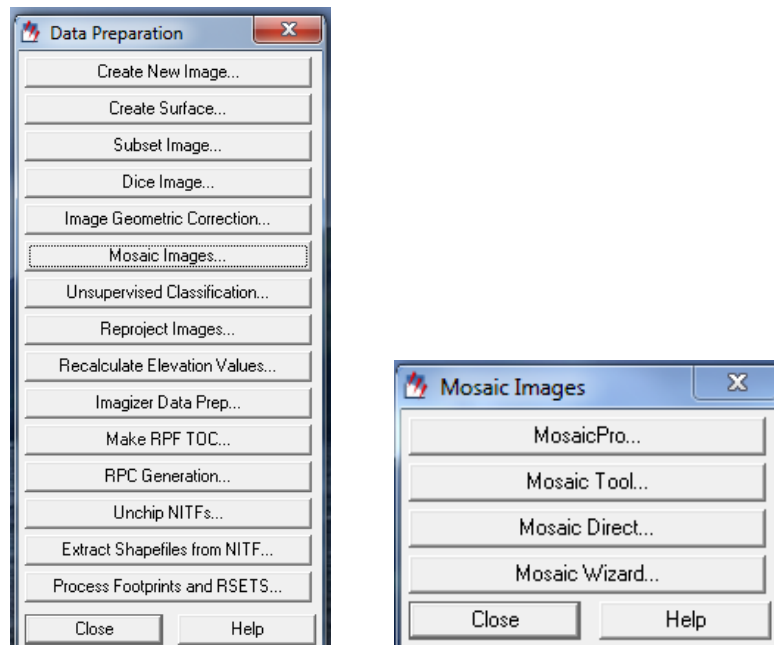 Data Preparation
Create New Image...
Create Surface...
Subset Image...
Dice Image...
Image Geometric Correction...
Mosaic Images...
Unsupervised Classification...
Reproject Images...
Recalculate Elevation Values...
Imagizer Data Prep...
Make RPF TOC...
RPC Generation...
Unchip NITFs...
Extract Shapefiles from NITF...
Process Footprints and RSETS...
Close Help
Mosaic Images
MosaicPro...
Mosaic Tool...
Mosaic Direct...
Mosaic Wizard...
Close Help